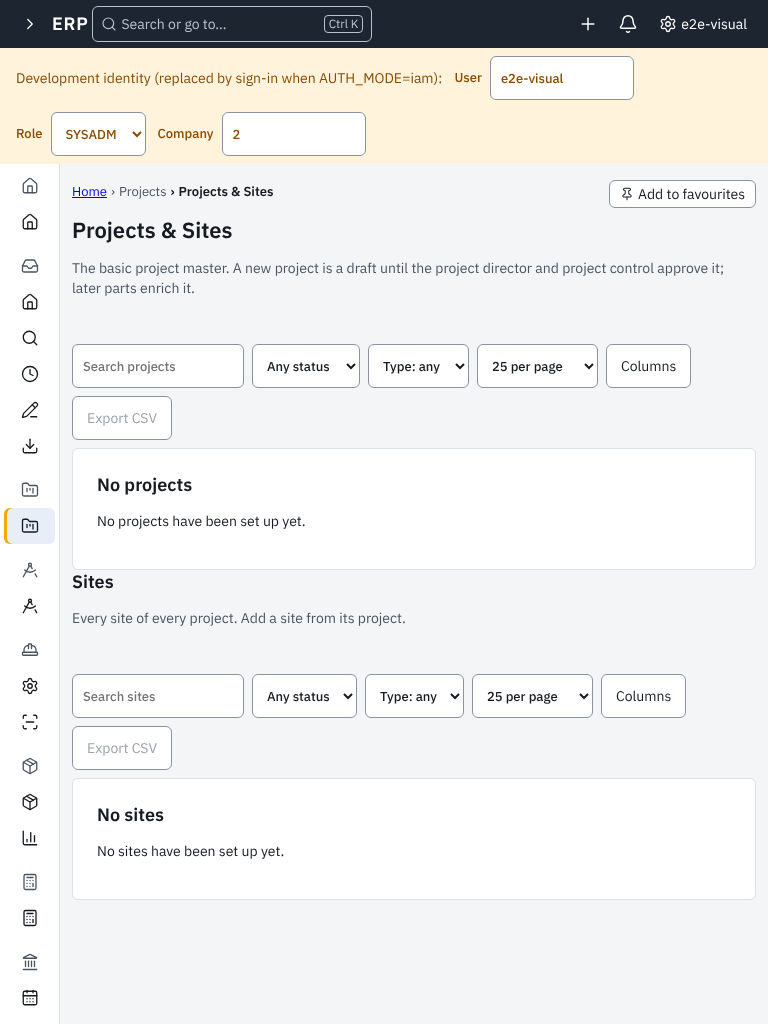 ERP Search or go to... Ctrl K e2e-visual
Development identity (replaced by sign-in when AUTH_MODE=iam): User e2e-visual
Role SYSADM Company 2
Home › Projects › Projects & Sites Add to favourites
Projects & Sites
The basic project master. A new project is a draft until the project director and project control approve it;
later parts enrich it.
Search projects Any status Type: any 25 per page Columns
Export CSV
No projects
No projects have been set up yet.
Sites
Every site of every project. Add a site from its project.
Search sites Any status Type: any 25 per page Columns
Export CSV
No sites
No sites have been set up yet.